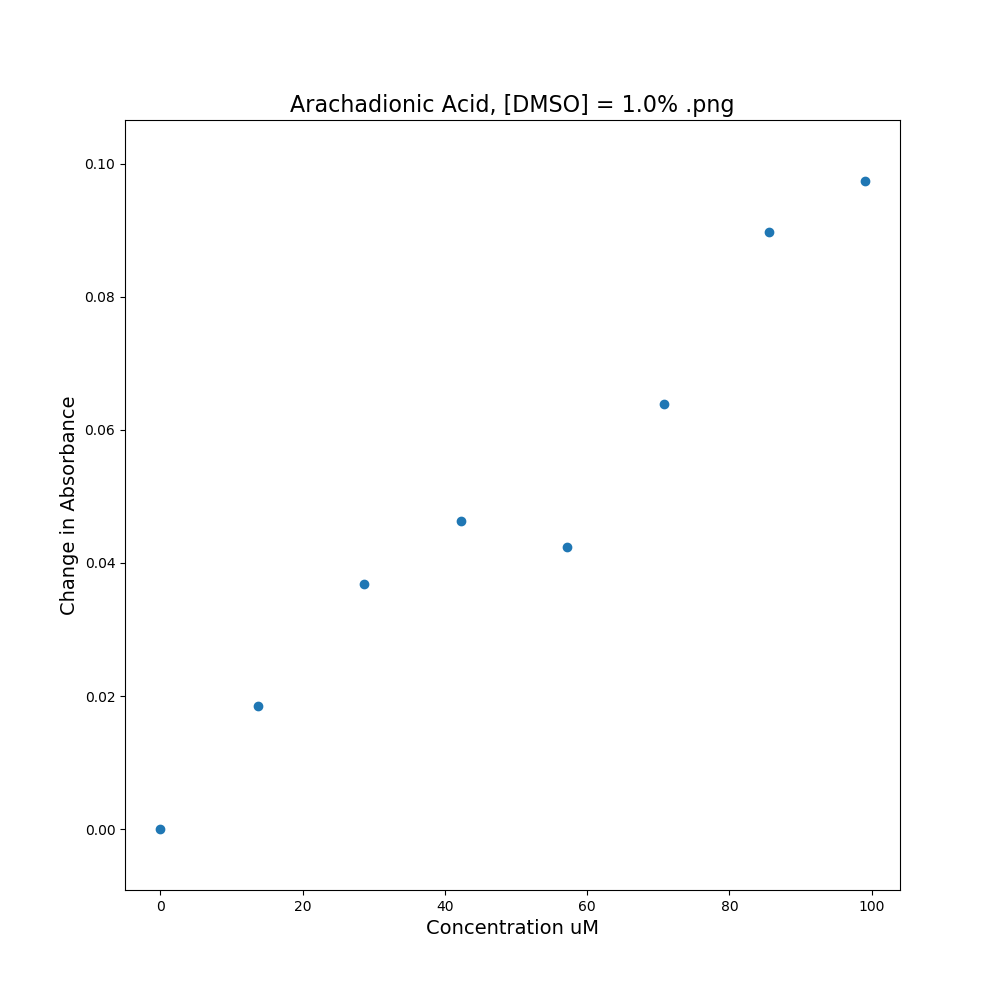 Arachadionic Acid, [DMSO] = 1.0% .png
0.10
0.08
0.06
0.04
0.02
0.00
Change in Absorbance
0 20 40 60 80 100
Concentration uM